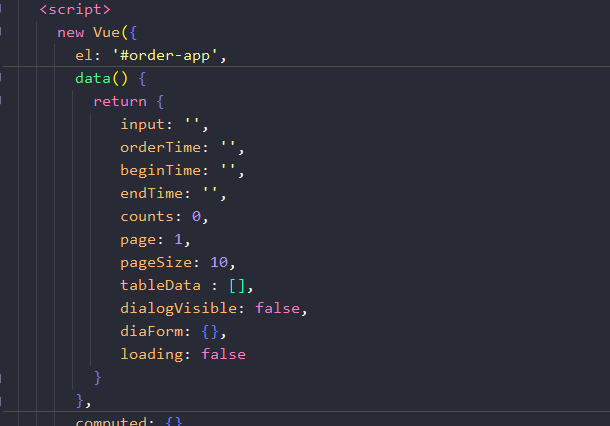 <script>
new Vue({
el: '#order-app',
data() {
return {
input: '',
orderTime: '',
beginTime: '',
endTime: '',
counts: 0,
page: 1,
pageSize: 10,
tableData : [],
dialogVisible: false,
diaForm: {},
loading: false
}
},
computed: {}